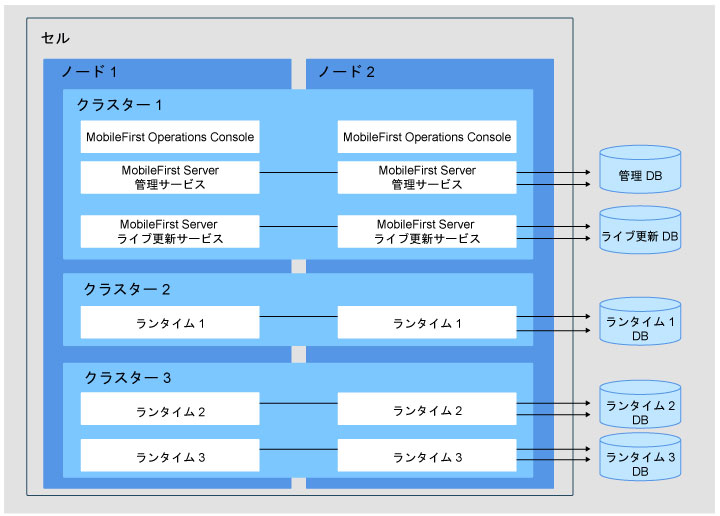 セル
ノード 1
ノード 2
クラスター 1
MobileFirst Operations Console
MobileFirst Operations Console
MobileFirst Server
管理サービス
MobileFirst Server
管理サービス
管理 DB
MobileFirst Server
ライブ更新サービス
MobileFirst Server
ライブ更新サービス
ライブ更新 DB
クラスター 2
ランタイム 1
ランタイム 1
ランタイム 1
DB
クラスター 3
ランタイム 2
ランタイム 2
ランタイム 2
DB
ランタイム 3
ランタイム 3
ランタイム 3
DB